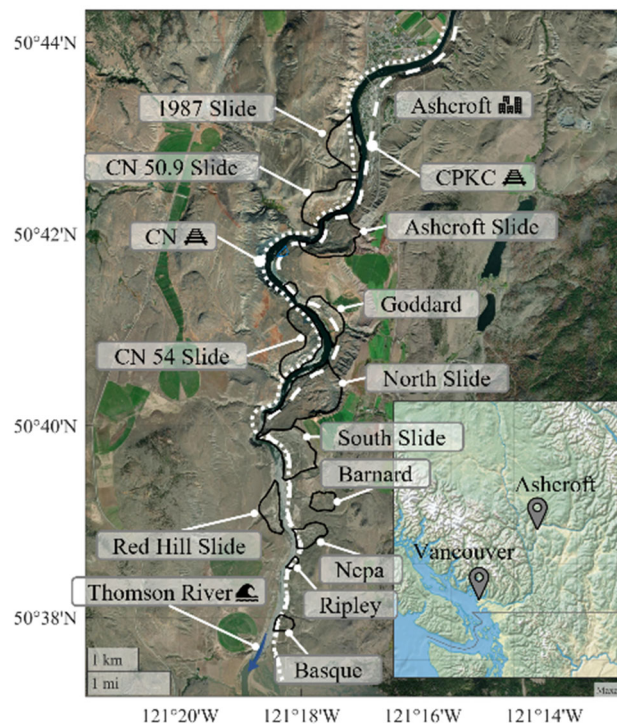 50°44'N
1987 Slide
Ashcroft
CN 50.9 Slide
CPKC
50°42'N
CN
Ashcroft Slide
Goddard
CN 54 Slide
North Slide
50°40'N
South Slide
Barnard
Ashcroft
Vancouver
Red Hill Slide
Nepa
Thomson River
Ripley
50°38'N
Basque
1 km
1 mi
Maxa
121°20'W
121°18'W
121°16'W
121°14'W